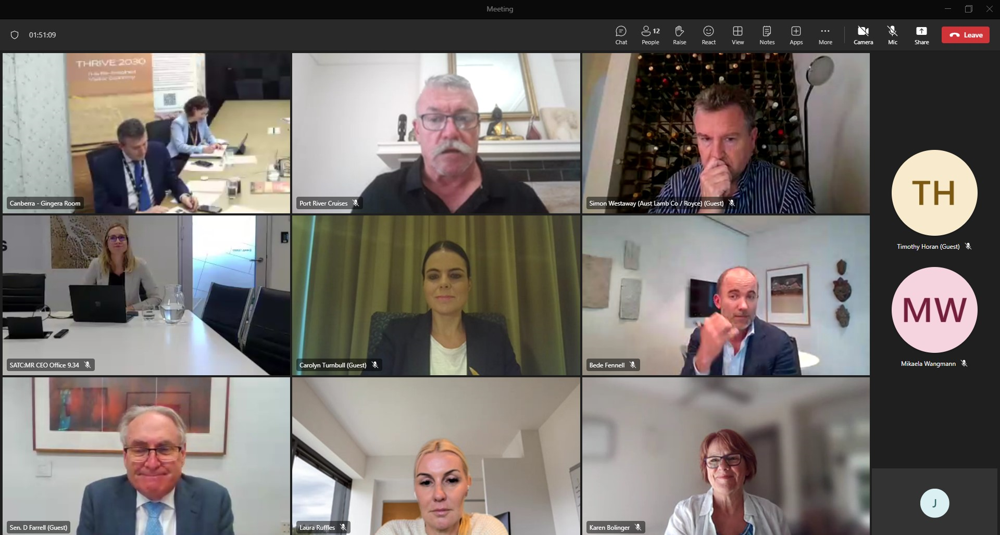 Meeting
01:51:09
Chat
12
People
Raise
React
View
Notes
Apps
More
Camera
Mic
Share
Leave
THRIVE 2030
Canberra - Gingera Room
Port River Cruises
Simon Westaway (Aust Lamb Co / Royce) (Guest)
TH
Timothy Horan (Guest)
SATC:MR CEO Office 9.34
Carolyn Turnbull (Guest)
Bede Fennell
MW
Mikaela Wangmann
Sen. D Farrell (Guest)
Laura Ruffles
Karen Bolinger
J